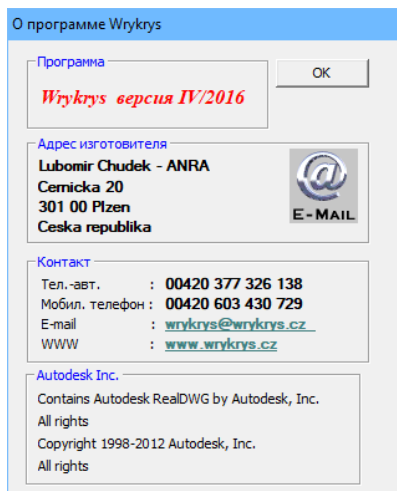 О программе Wrykrys
Программа
OK
Wrykrys версия IV/2016
Адрес изготовителя
Lubomir Chudek - ANRA
Cernicka 20
301 00 Plzen
Ceska republika
E-MAIL
Контакт
Тел.-авт. : 00420 377 326 138
Мобил. телефон : 00420 603 430 729
E-mail : wrykrys@wrykrys.cz
WWW : www.wrykrys.cz
Autodesk Inc.
Contains Autodesk RealDWG by Autodesk, Inc.
All rights
Copyright 1998-2012 Autodesk, Inc.
All rights